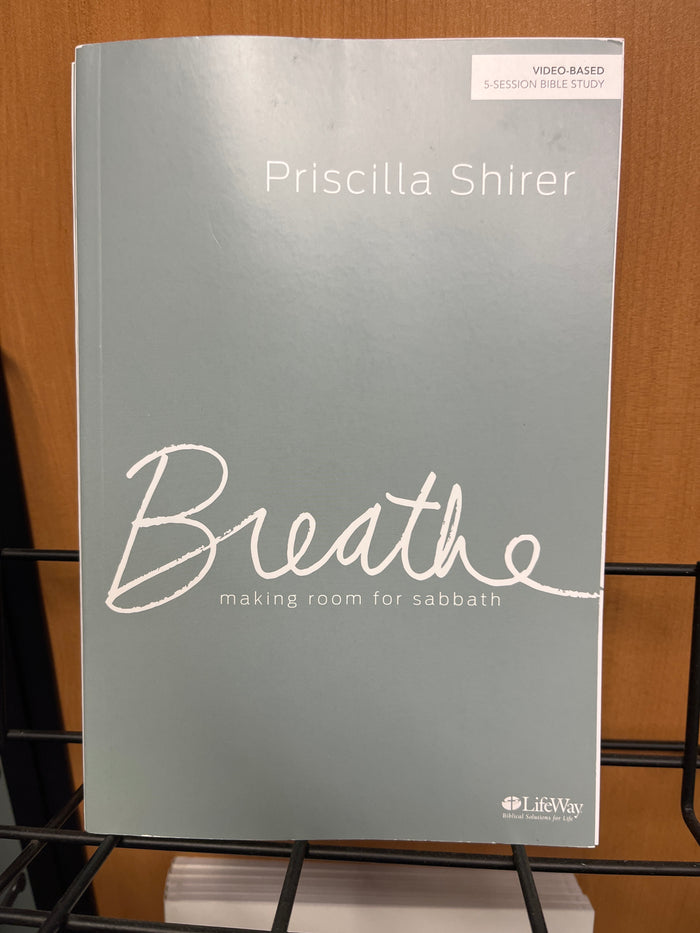 VIDEO-BASED
5-SESSION BIBLE STUDY
Priscilla Shirer
Breathe
making room for sabbath
LifeWay
Biblical Solutions for Life